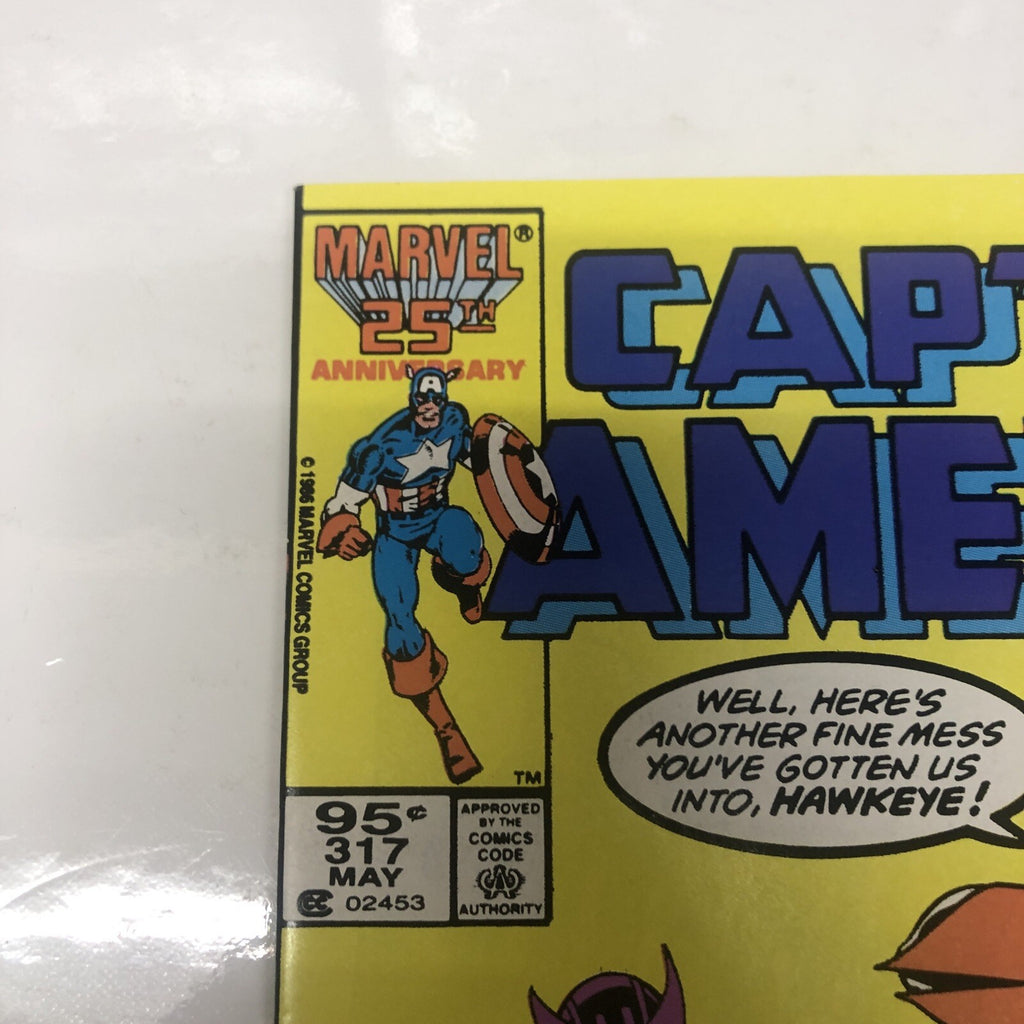 MARVEL®
25TH
ANNIVERSARY
CAPT
AME
© 1986 MARVEL COMICS GROUP
TM
WELL, HERE'S
ANOTHER FINE MESS
YOU'VE GOTTEN US
INTO, HAWKEYE!
95¢
317
MAY
02453
APPROVED
BY THE
COMICS
CODE
AUTHORITY